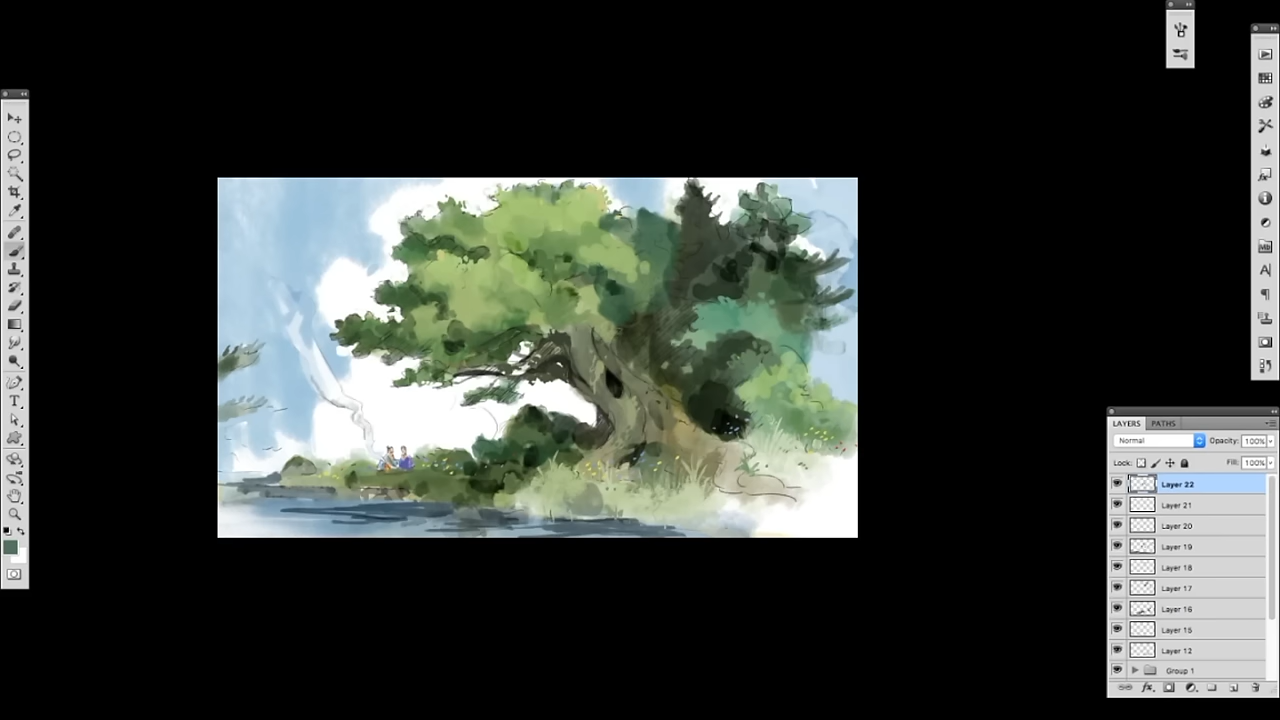 LAYERS PATHS
Normal Opacity: 100%
Lock: Fill: 100%
Layer 22
Layer 21
Layer 20
Layer 19
Layer 18
Layer 17
Layer 16
Layer 15
Layer 12
Group 1